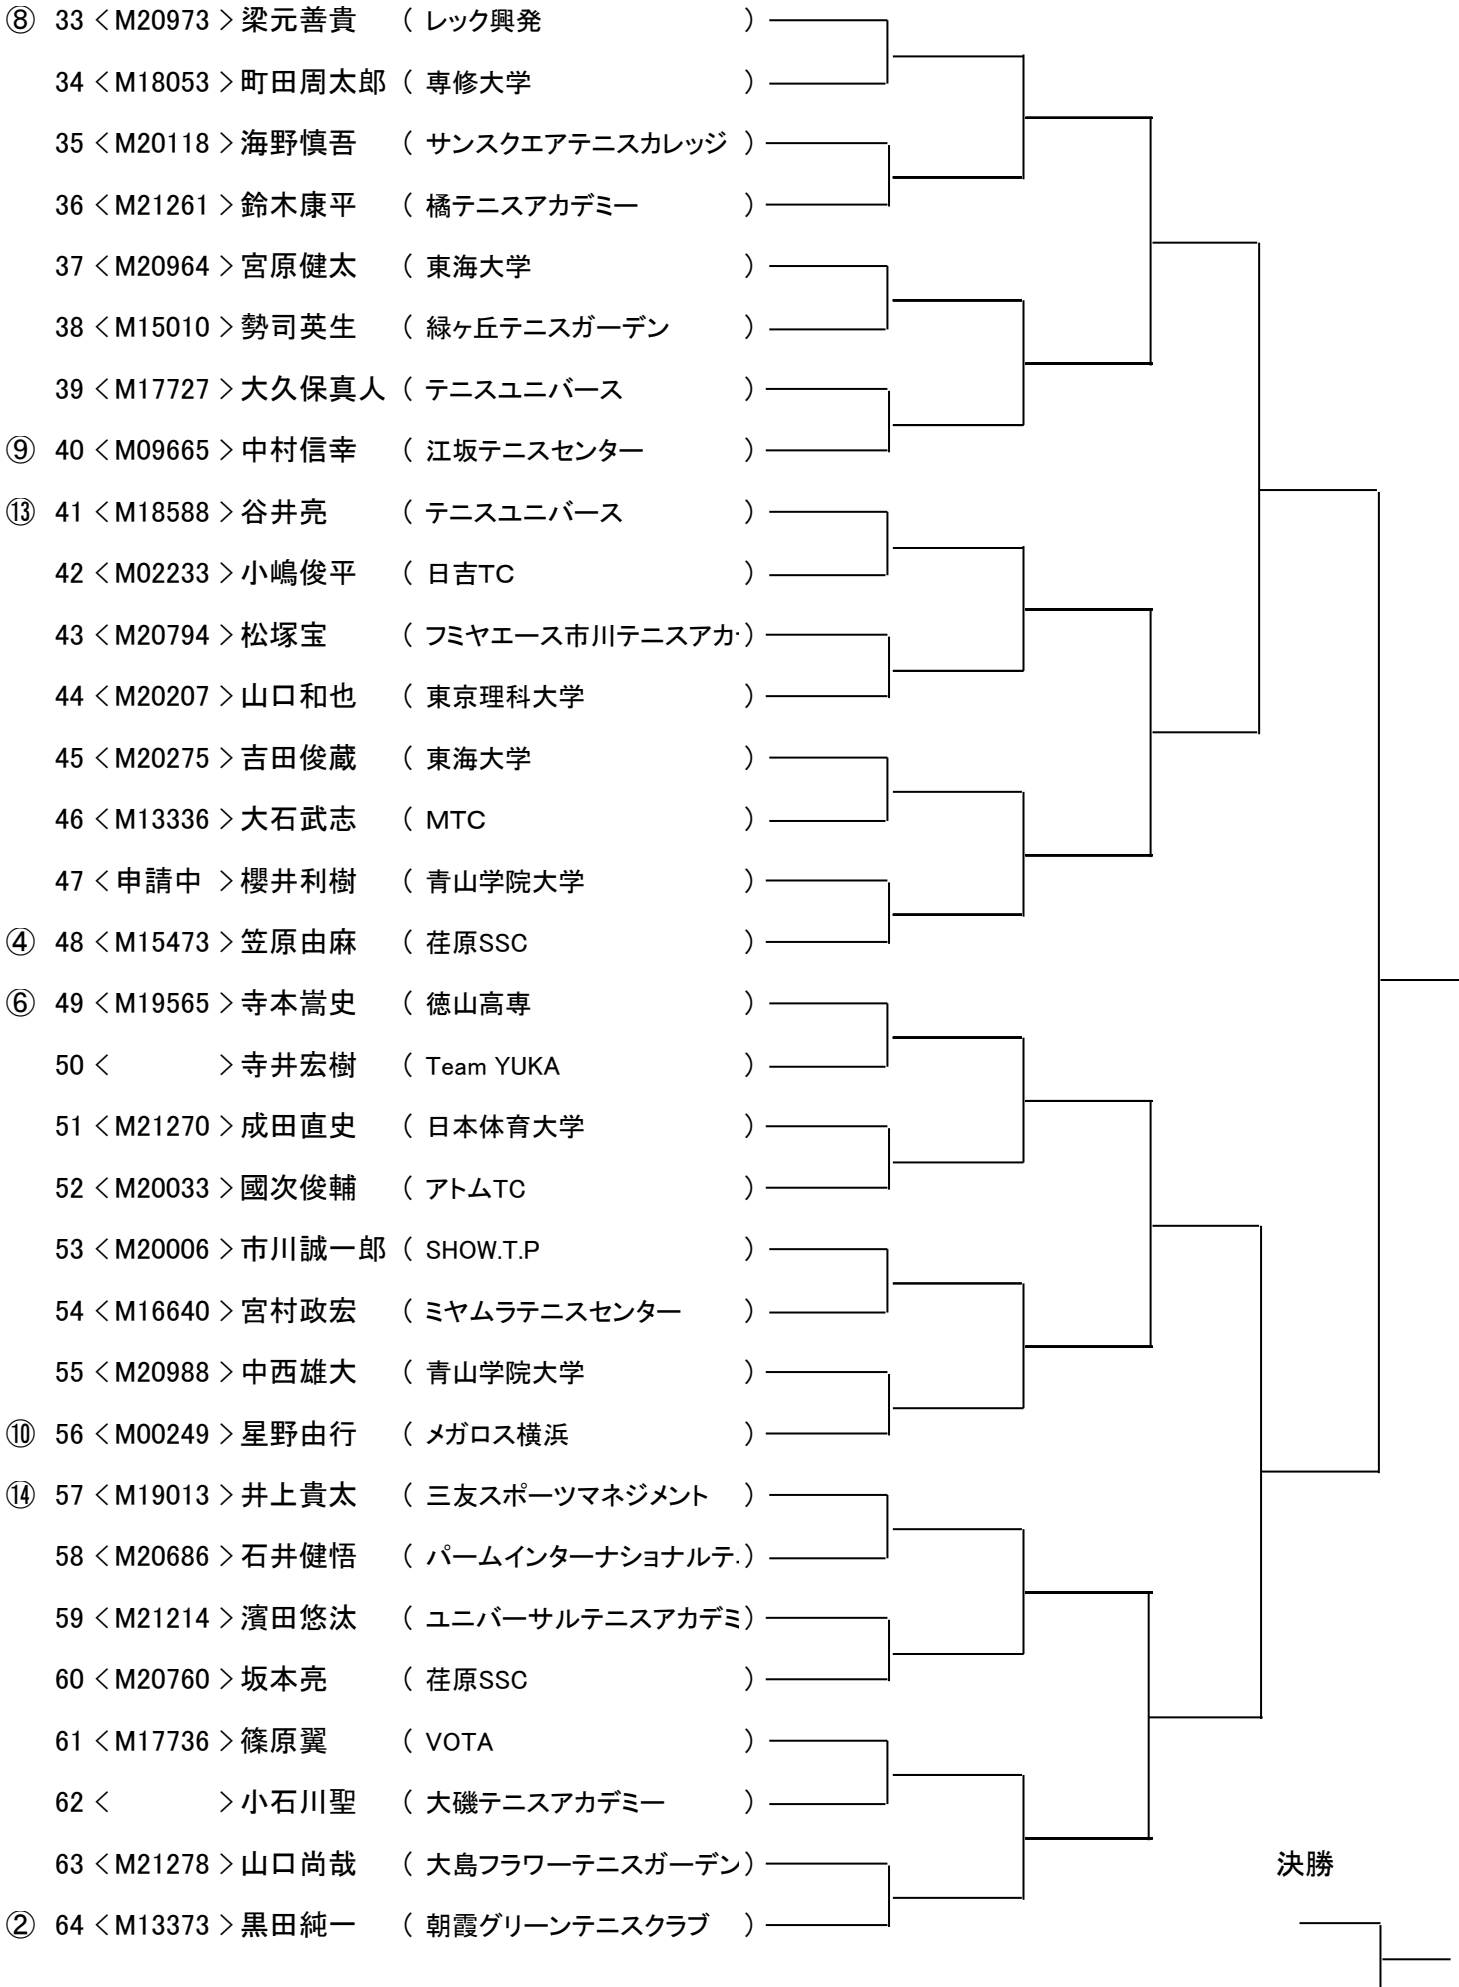 ⑧ 33 < M20973 > 梁元善貴 ( レック興発 )
34 < M18053 > 町田周太郎 ( 専修大学 )
35 < M20118 > 海野慎吾 ( サンスクエアテニスカレッジ )
36 < M21261 > 鈴木康平 ( 橘テニスアカデミー )
37 < M20964 > 宮原健太 ( 東海大学 )
38 < M15010 > 勢司英生 ( 緑ヶ丘テニスガーデン )
39 < M17727 > 大久保真人 ( テニスユニバース )
⑨ 40 < M09665 > 中村信幸 ( 江坂テニスセンター )
⑬ 41 < M18588 > 谷井亮 ( テニスユニバース )
42 < M02233 > 小嶋俊平 ( 日吉TC )
43 < M20794 > 松塚宝 ( フミヤエース市川テニスアカ )
44 < M20207 > 山口和也 ( 東京理科大学 )
45 < M20275 > 吉田俊蔵 ( 東海大学 )
46 < M13336 > 大石武志 ( MTC )
47 < 申請中 > 櫻井利樹 ( 青山学院大学 )
④ 48 < M15473 > 笠原由麻 ( 荏原SSC )
⑥ 49 < M19565 > 寺本嵩史 ( 徳山高専 )
50 < > 寺井宏樹 ( Team YUKA )
51 < M21270 > 成田直史 ( 日本体育大学 )
52 < M20033 > 國次俊輔 ( アトムTC )
53 < M20006 > 市川誠一郎 ( SHOW.T.P )
54 < M16640 > 宮村政宏 ( ミヤムラテニスセンター )
55 < M20988 > 中西雄大 ( 青山学院大学 )
⑩ 56 < M00249 > 星野由行 ( メガロス横浜 )
⑭ 57 < M19013 > 井上貴太 ( 三友スポーツマネジメント )
58 < M20686 > 石井健悟 ( パームインターナショナルテ )
59 < M21214 > 濱田悠汰 ( ユニバーサルテニスアカデミ )
60 < M20760 > 坂本亮 ( 荏原SSC )
61 < M17736 > 篠原翼 ( VOTA )
62 < > 小石川聖 ( 大磯テニスアカデミー )
63 < M21278 > 山口尚哉 ( 大島フラワーテニスガーデン )
決勝
② 64 < M13373 > 黒田純一 ( 朝霞グリーンテニスクラブ )